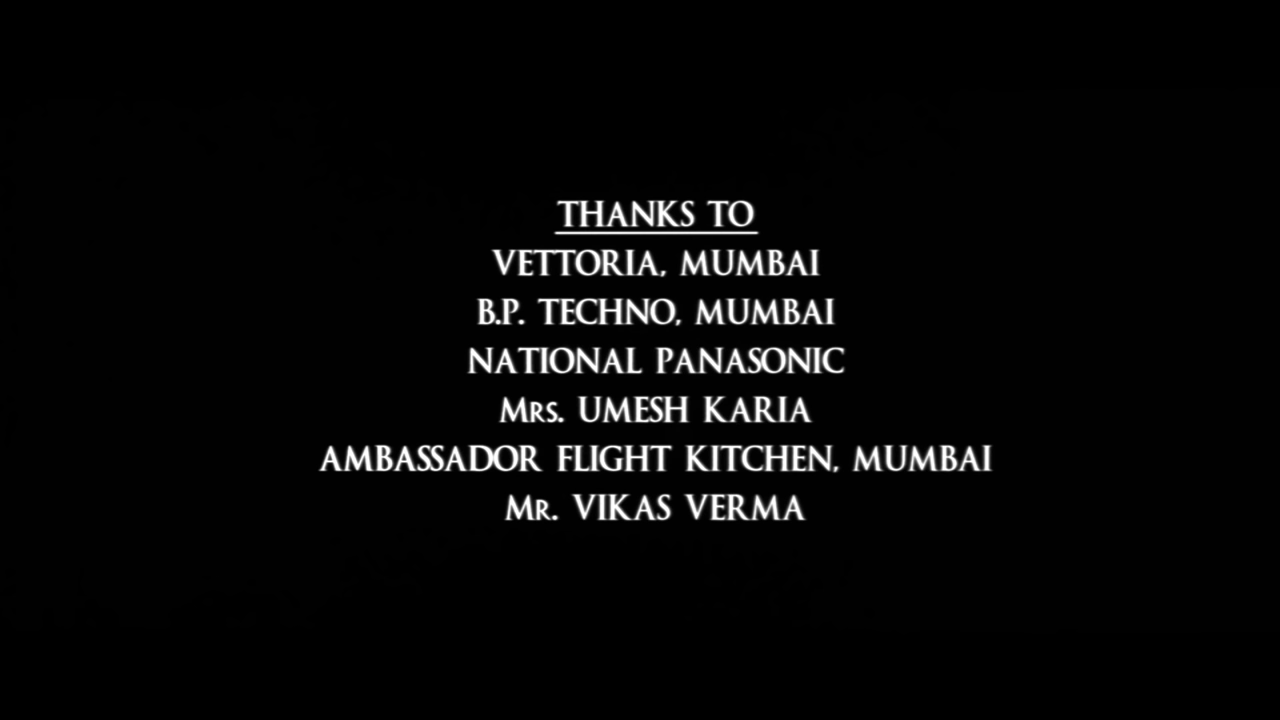 THANKS TO
VETTORIA, MUMBAI
B.P. TECHNO, MUMBAI
NATIONAL PANASONIC
MRS. UMESH KARIA
AMBASSADOR FLIGHT KITCHEN, MUMBAI
MR. VIKAS VERMA